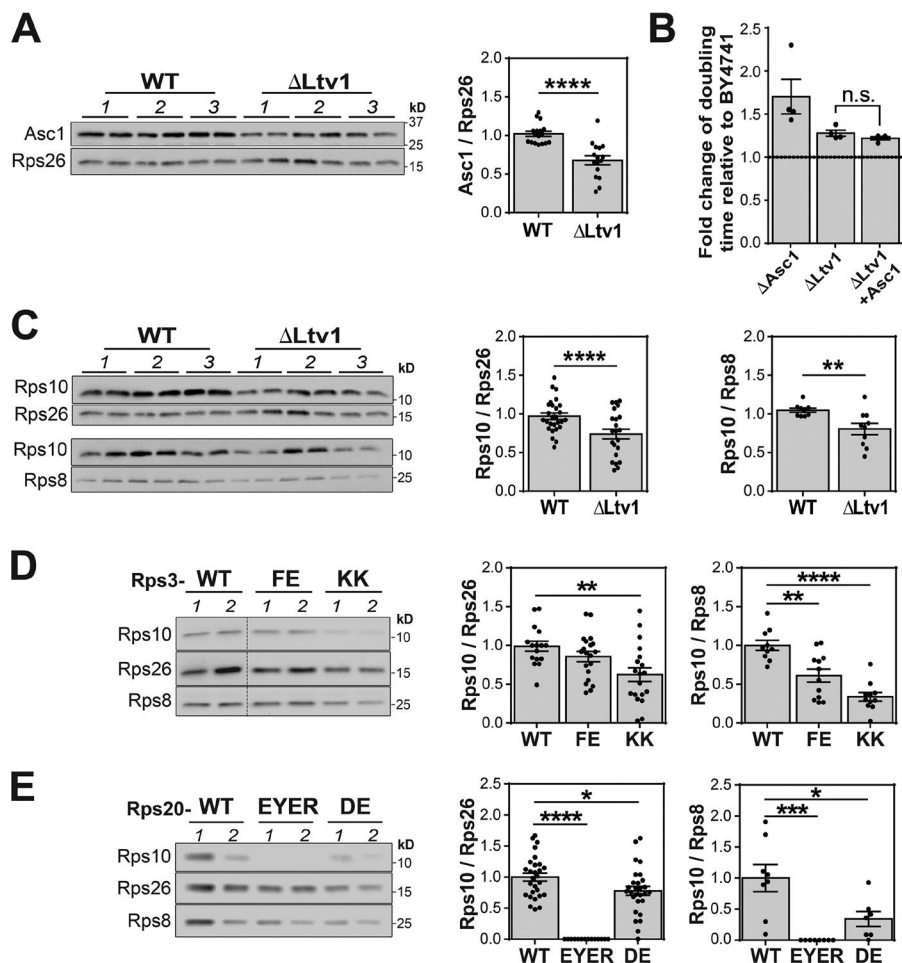 A
WT ΔLtv1
1 2 3 1 2 3 kD
Asc1
Rps26
37
25
15
Asc1 / Rps26
2.0
1.5
1.0
0.5
0.0
****
WT ΔLtv1
B
Fold change of doubling
time relative to BY4741
2.5
2.0
1.5
1.0
0.5
0.0
n.s.
ΔAsc1
ΔLtv1
ΔLtv1
+Asc1
C
WT ΔLtv1
1 2 3 1 2 3 kD
Rps10
Rps26
Rps10
Rps8
10
15
10
25
Rps10 / Rps26
2.0
1.5
1.0
0.5
0.0
****
WT ΔLtv1
Rps10 / Rps8
2.0
1.5
1.0
0.5
0.0
**
WT ΔLtv1
D
Rps3- WT FE KK
1 2 1 2 1 2 kD
Rps10
Rps26
Rps8
10
15
25
Rps10 / Rps26
2.0
1.5
1.0
0.5
0.0
**
WT FE KK
Rps10 / Rps8
2.0
1.5
1.0
0.5
0.0
****
**
WT FE KK
E
Rps20- WT EYER DE
1 2 1 2 1 2 kD
Rps10
Rps26
Rps8
10
15
25
Rps10 / Rps26
2.0
1.5
1.0
0.5
0.0
*
****
WT EYER DE
Rps10 / Rps8
2.5
2.0
1.5
1.0
0.5
0.0
*
***
WT EYER DE